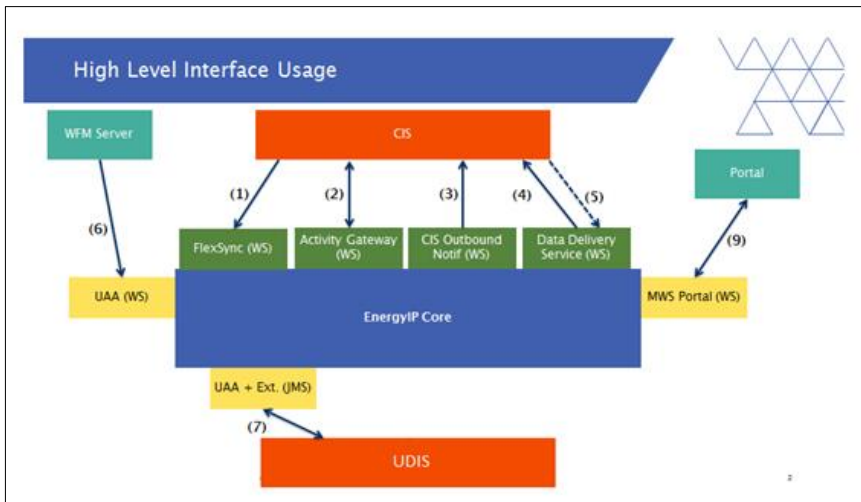 High Level Interface Usage
WFM Server
CIS
Portal
(1)
(2)
(3)
(4)
(5)
(6)
(9)
FlexSync (WS)
Activity Gateway
(WS)
CIS Outbound
Notif (WS)
Data Delivery
Service (WS)
UAA (WS)
MWS Portal (WS)
EnergyIP Core
UAA + Ext. (JMS)
(7)
UDIS
2